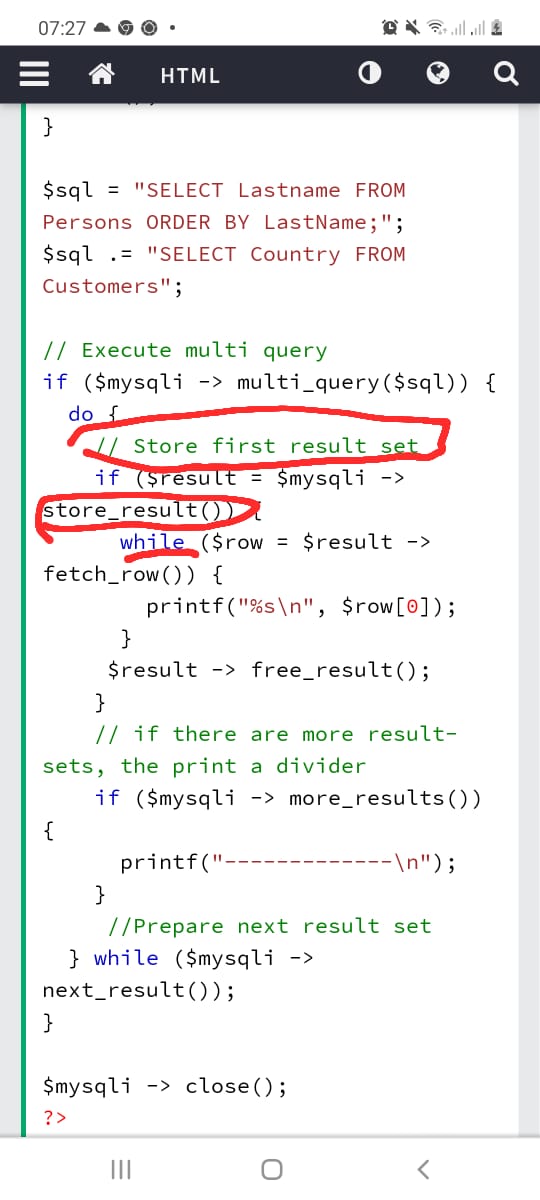 07:27
HTML
}
$sql = "SELECT Lastname FROM
Persons ORDER BY LastName;";
$sql .= "SELECT Country FROM
Customers";
// Execute multi query
if ($mysqli -> multi_query($sql)) {
do {
// Store first result set
if ($result = $mysqli ->
store_result()) {
while ($row = $result ->
fetch_row()) {
printf("%s\n", $row[0]);
}
$result -> free_result();
}
// if there are more result-
sets, the print a divider
if ($mysqli -> more_results())
{
printf("-------------\n");
}
//Prepare next result set
} while ($mysqli ->
next_result());
}
$mysqli -> close();
?>